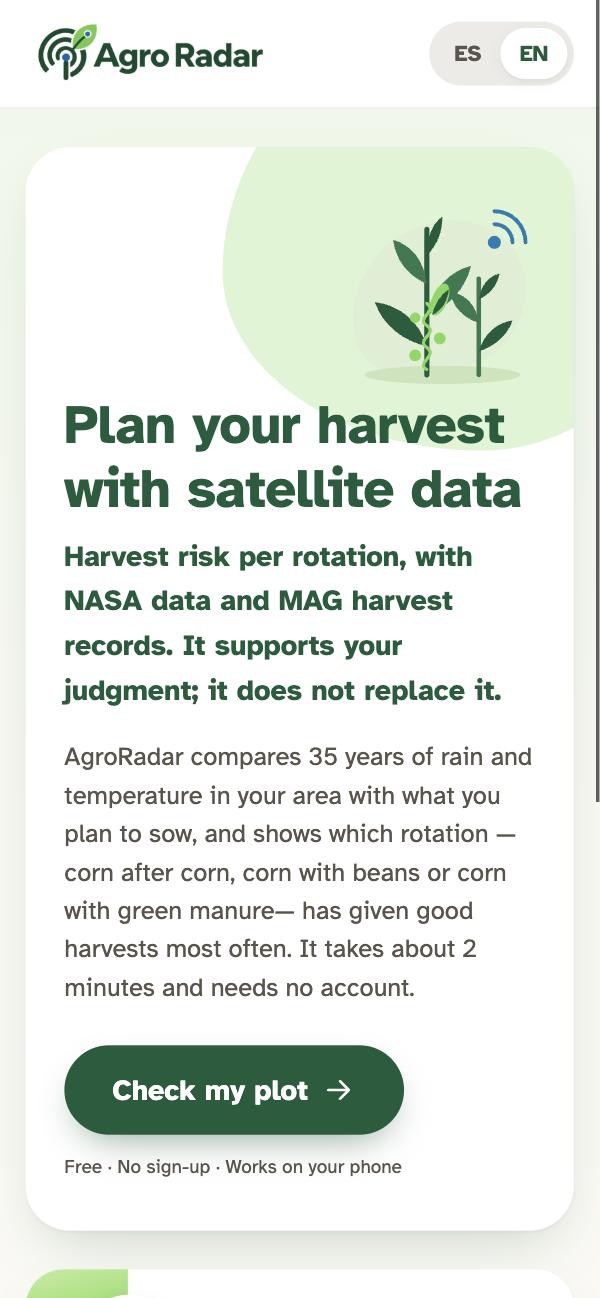 Agro Radar
ES EN
Plan your harvest
with satellite data
Harvest risk per rotation, with
NASA data and MAG harvest
records. It supports your
judgment; it does not replace it.
AgroRadar compares 35 years of rain and
temperature in your area with what you
plan to sow, and shows which rotation —
corn after corn, corn with beans or corn
with green manure— has given good
harvests most often. It takes about 2
minutes and needs no account.
Check my plot →
Free · No sign-up · Works on your phone